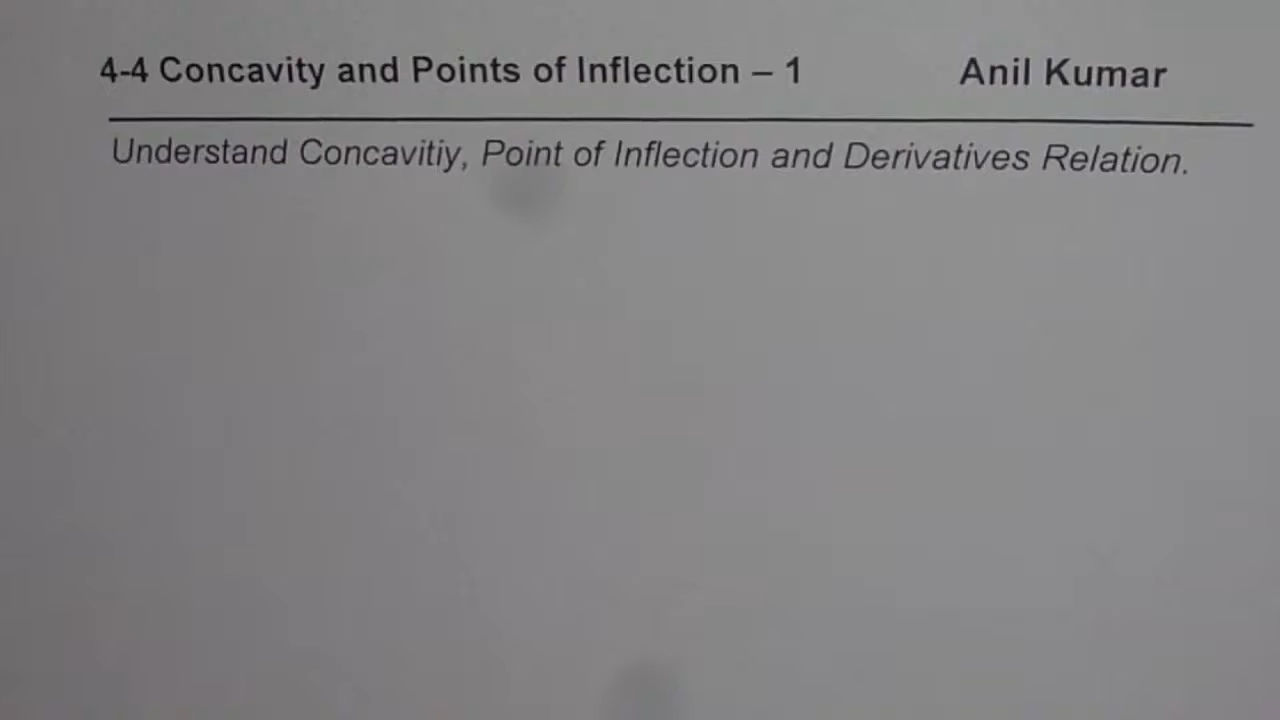 4-4 Concavity and Points of Inflection – 1 Anil Kumar
Understand Concavitiy, Point of Inflection and Derivatives Relation.